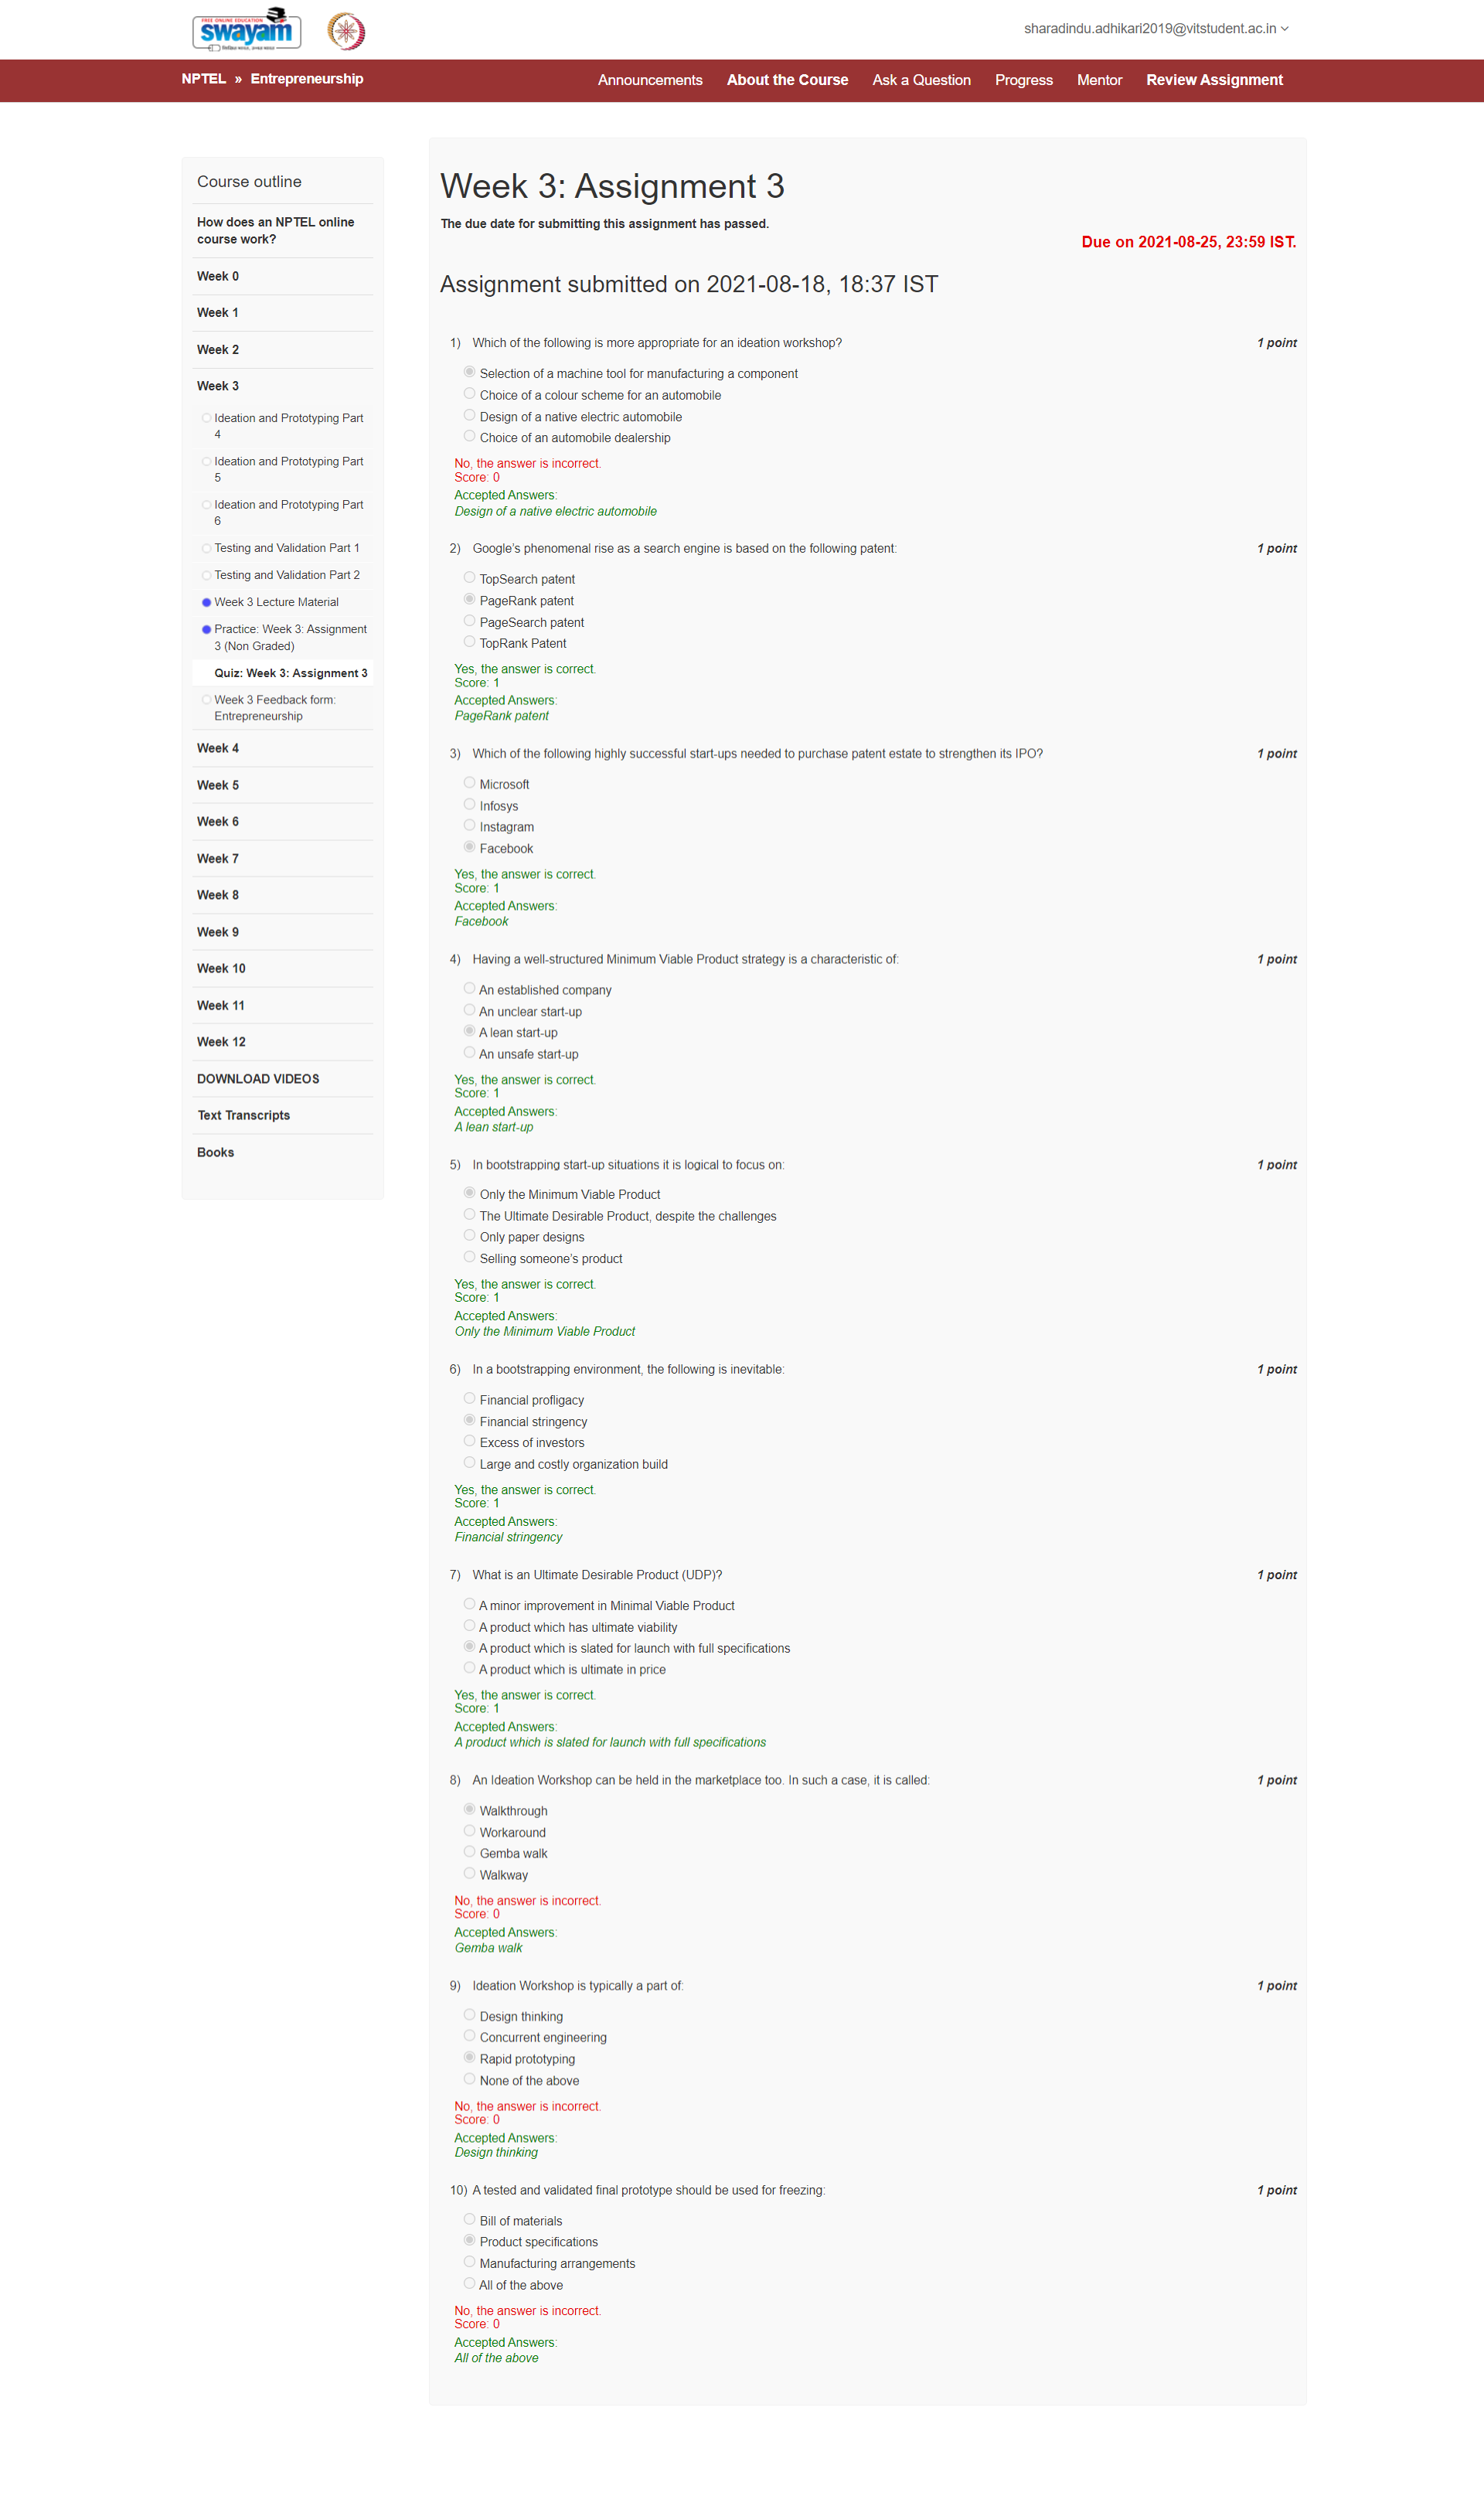 FREE ONLINE EDUCATION
swayam
sharadindu.adhikari2019@vitstudent.ac.in
NPTEL » Entrepreneurship
Announcements About the Course Ask a Question Progress Mentor Review Assignment
Course outline
How does an NPTEL online
course work?
Week 0
Week 1
Week 2
Week 3
Ideation and Prototyping Part
4
Ideation and Prototyping Part
5
Ideation and Prototyping Part
6
Testing and Validation Part 1
Testing and Validation Part 2
Week 3 Lecture Material
Practice: Week 3: Assignment
3 (Non Graded)
Quiz: Week 3: Assignment 3
Week 3 Feedback form:
Entrepreneurship
Week 4
Week 5
Week 6
Week 7
Week 8
Week 9
Week 10
Week 11
Week 12
DOWNLOAD VIDEOS
Text Transcripts
Books
Week 3: Assignment 3
The due date for submitting this assignment has passed.
Due on 2021-08-25, 23:59 IST.
Assignment submitted on 2021-08-18, 18:37 IST
1) Which of the following is more appropriate for an ideation workshop? 1 point
Selection of a machine tool for manufacturing a component
Choice of a colour scheme for an automobile
Design of a native electric automobile
Choice of an automobile dealership
No, the answer is incorrect.
Score: 0
Accepted Answers:
Design of a native electric automobile
2) Google's phenomenal rise as a search engine is based on the following patent: 1 point
TopSearch patent
PageRank patent
PageSearch patent
TopRank Patent
Yes, the answer is correct.
Score: 1
Accepted Answers:
PageRank patent
3) Which of the following highly successful start-ups needed to purchase patent estate to strengthen its IPO? 1 point
Microsoft
Infosys
Instagram
Facebook
Yes, the answer is correct.
Score: 1
Accepted Answers:
Facebook
4) Having a well-structured Minimum Viable Product strategy is a characteristic of: 1 point
An established company
An unclear start-up
A lean start-up
An unsafe start-up
Yes, the answer is correct.
Score: 1
Accepted Answers:
A lean start-up
5) In bootstrapping start-up situations it is logical to focus on: 1 point
Only the Minimum Viable Product
The Ultimate Desirable Product, despite the challenges
Only paper designs
Selling someone's product
Yes, the answer is correct.
Score: 1
Accepted Answers:
Only the Minimum Viable Product
6) In a bootstrapping environment, the following is inevitable: 1 point
Financial profligacy
Financial stringency
Excess of investors
Large and costly organization build
Yes, the answer is correct.
Score: 1
Accepted Answers:
Financial stringency
7) What is an Ultimate Desirable Product (UDP)? 1 point
A minor improvement in Minimal Viable Product
A product which has ultimate viability
A product which is slated for launch with full specifications
A product which is ultimate in price
Yes, the answer is correct.
Score: 1
Accepted Answers:
A product which is slated for launch with full specifications
8) An Ideation Workshop can be held in the marketplace too. In such a case, it is called: 1 point
Walkthrough
Workaround
Gemba walk
Walkway
No, the answer is incorrect.
Score: 0
Accepted Answers:
Gemba walk
9) Ideation Workshop is typically a part of: 1 point
Design thinking
Concurrent engineering
Rapid prototyping
None of the above
No, the answer is incorrect.
Score: 0
Accepted Answers:
Design thinking
10) A tested and validated final prototype should be used for freezing: 1 point
Bill of materials
Product specifications
Manufacturing arrangements
All of the above
No, the answer is incorrect.
Score: 0
Accepted Answers:
All of the above